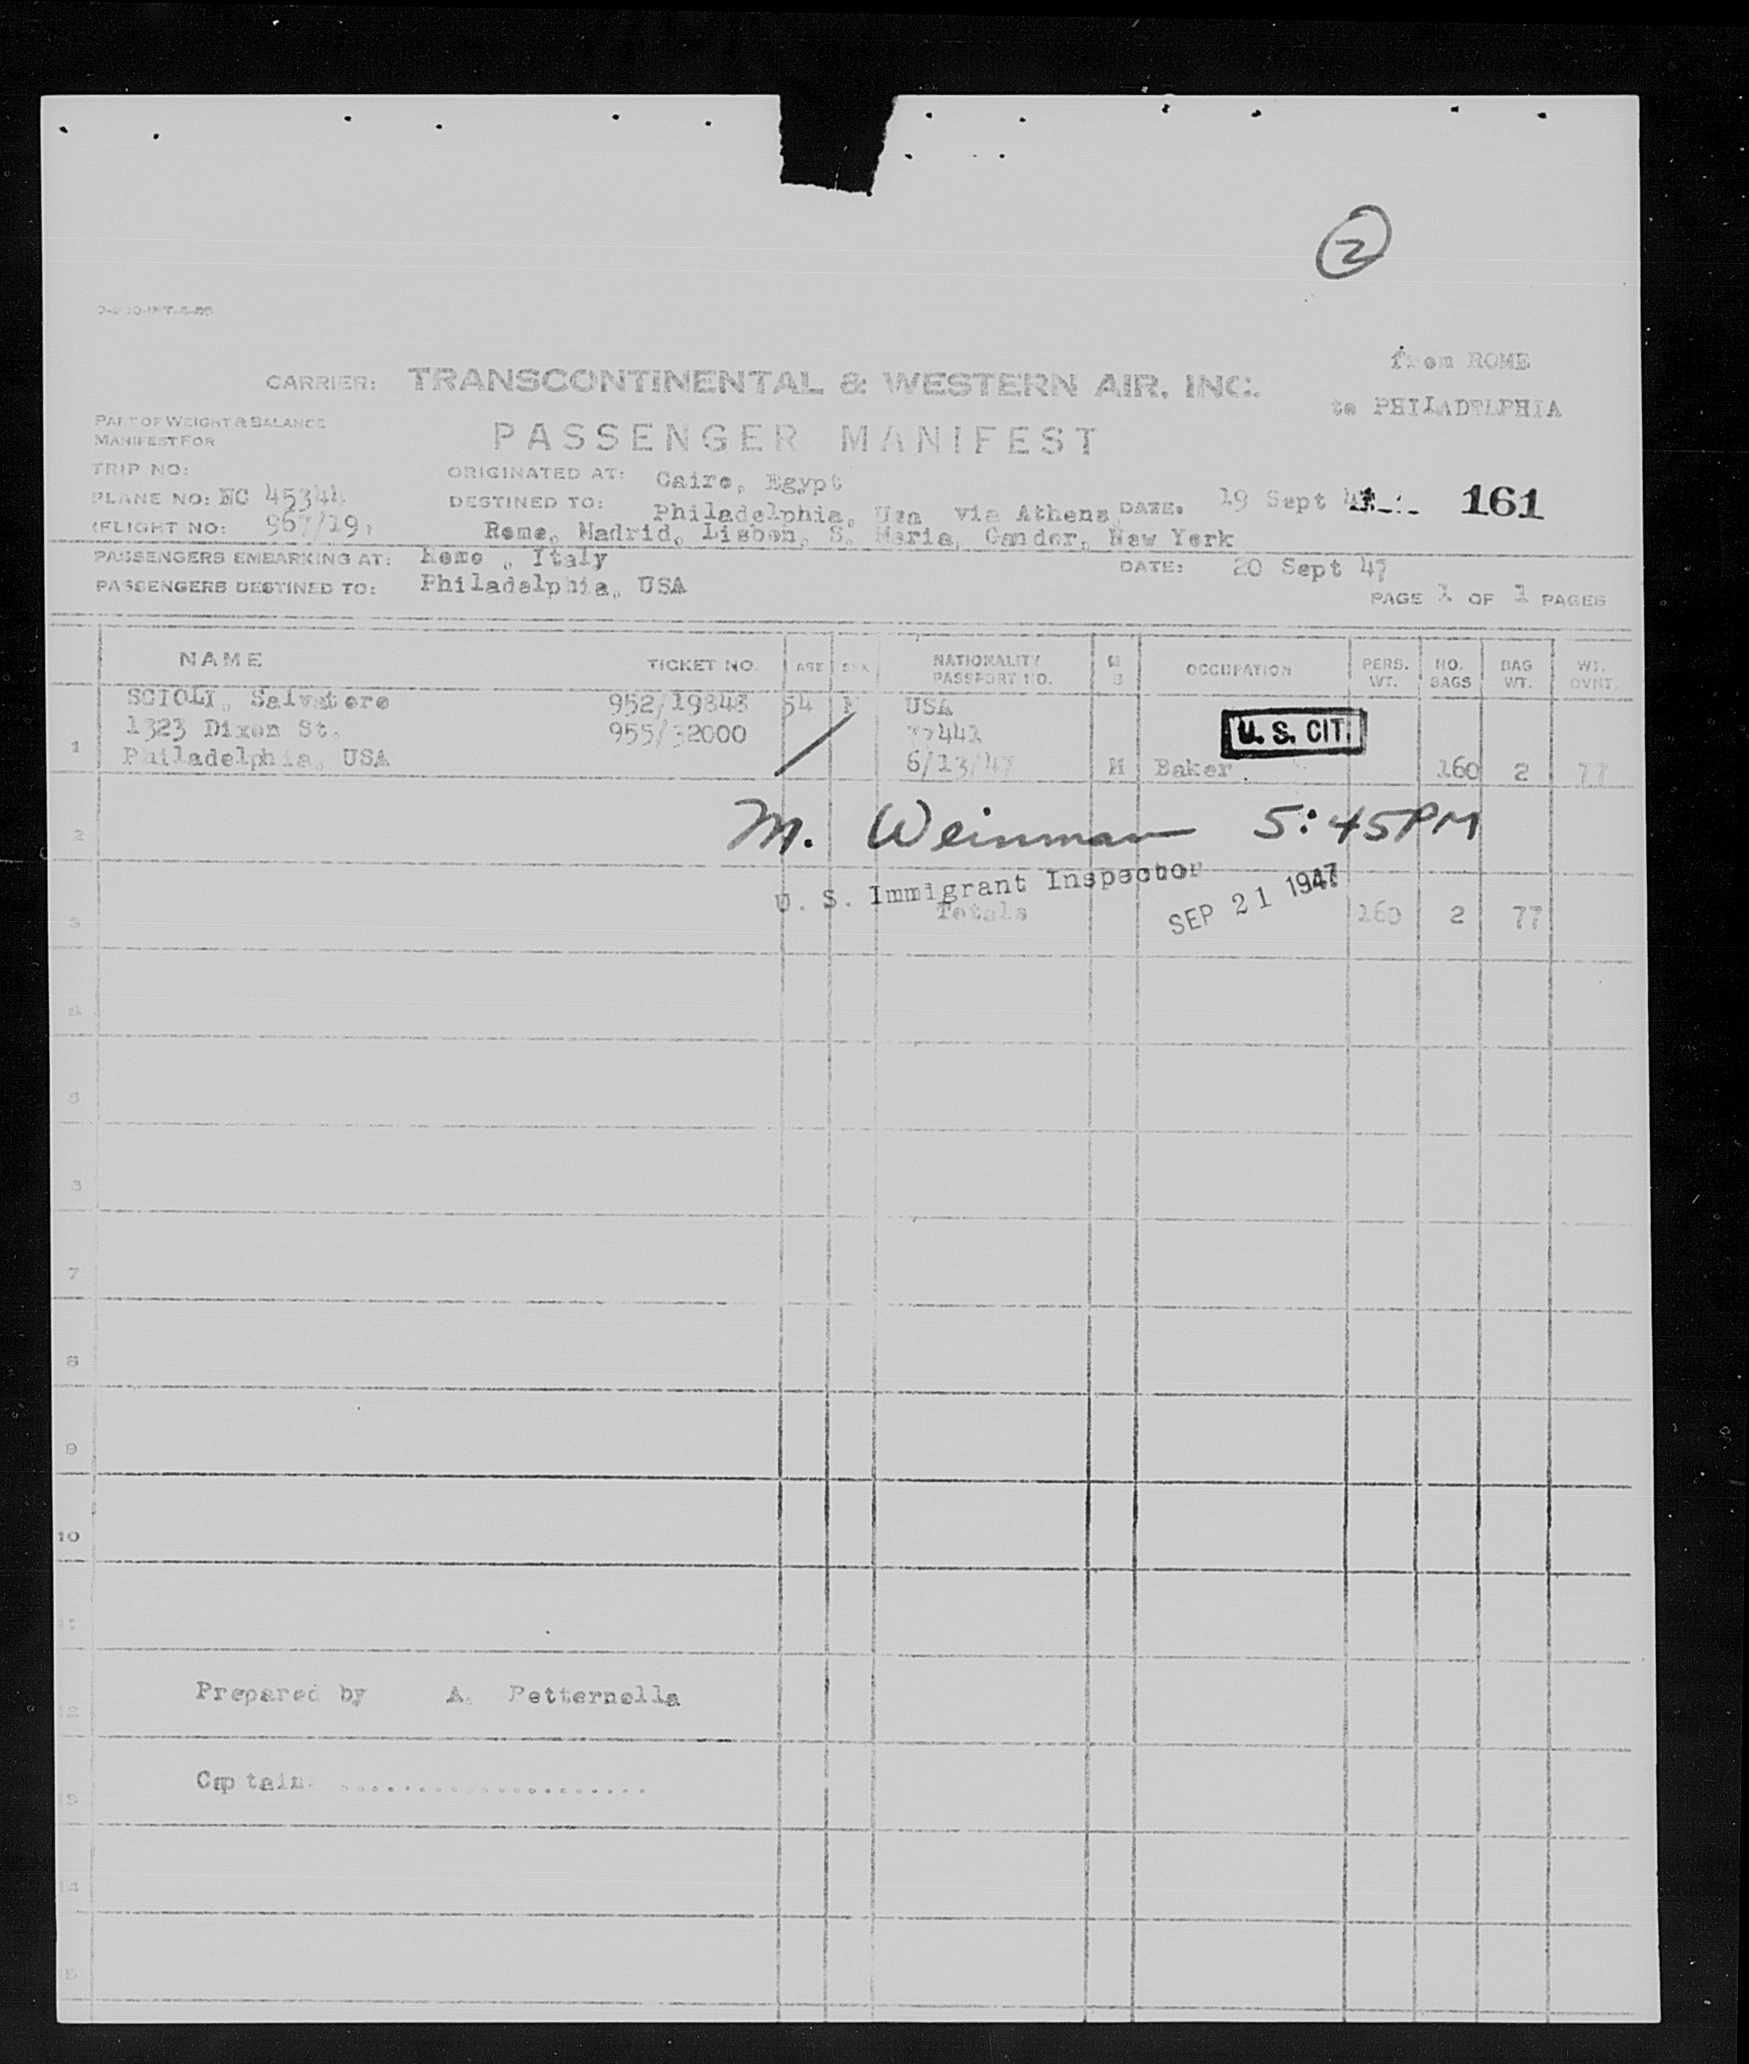 2
from ROME
CARRIER: TRANSCONTINENTAL & WESTERN AIR. INC.
to PHILADELPHIA
PART OF WEIGHT & BALANCE
MANIFEST FOR
PASSENGER MANIFEST
TRIP NO:
ORIGINATED AT: Cairo, Egypt
PLANE NO: NC 45344
DESTINED TO: Philadelphia, Usa via Athens DATE. 19 Sept 161
FLIGHT NO: 967/19
Rome, Madrid, Lisbon, S. Maria, Gander, New York
PASSENGERS EMBARKING AT: Rome , Italy DATE: 20 Sept 47
PASSENGERS DESTINED TO: Philadelphia, USA
PAGE 1 OF 1 PAGES
NAME TICKET NO. AGE SEX NATIONALITY PASSPORT NO. OCCUPATION PERS. WT. NO. BAGS BAG WT. WT. OVNT.
SCIOLI, Salvatore 952/19848 54 M USA
1323 Dixon St. 955/32000 U. S. CIT.
1 Philadelphia, USA 6/13/47 M Baker. 160 2 77
2 M. Weinman 5:45PM
U. S. Immigrant Inspector
SEP 21 1947
3 Totals 160 2 77
4
5
7
8
9
10
11
Prepared by A. Petternella
12
Captain ....................
13
14
15